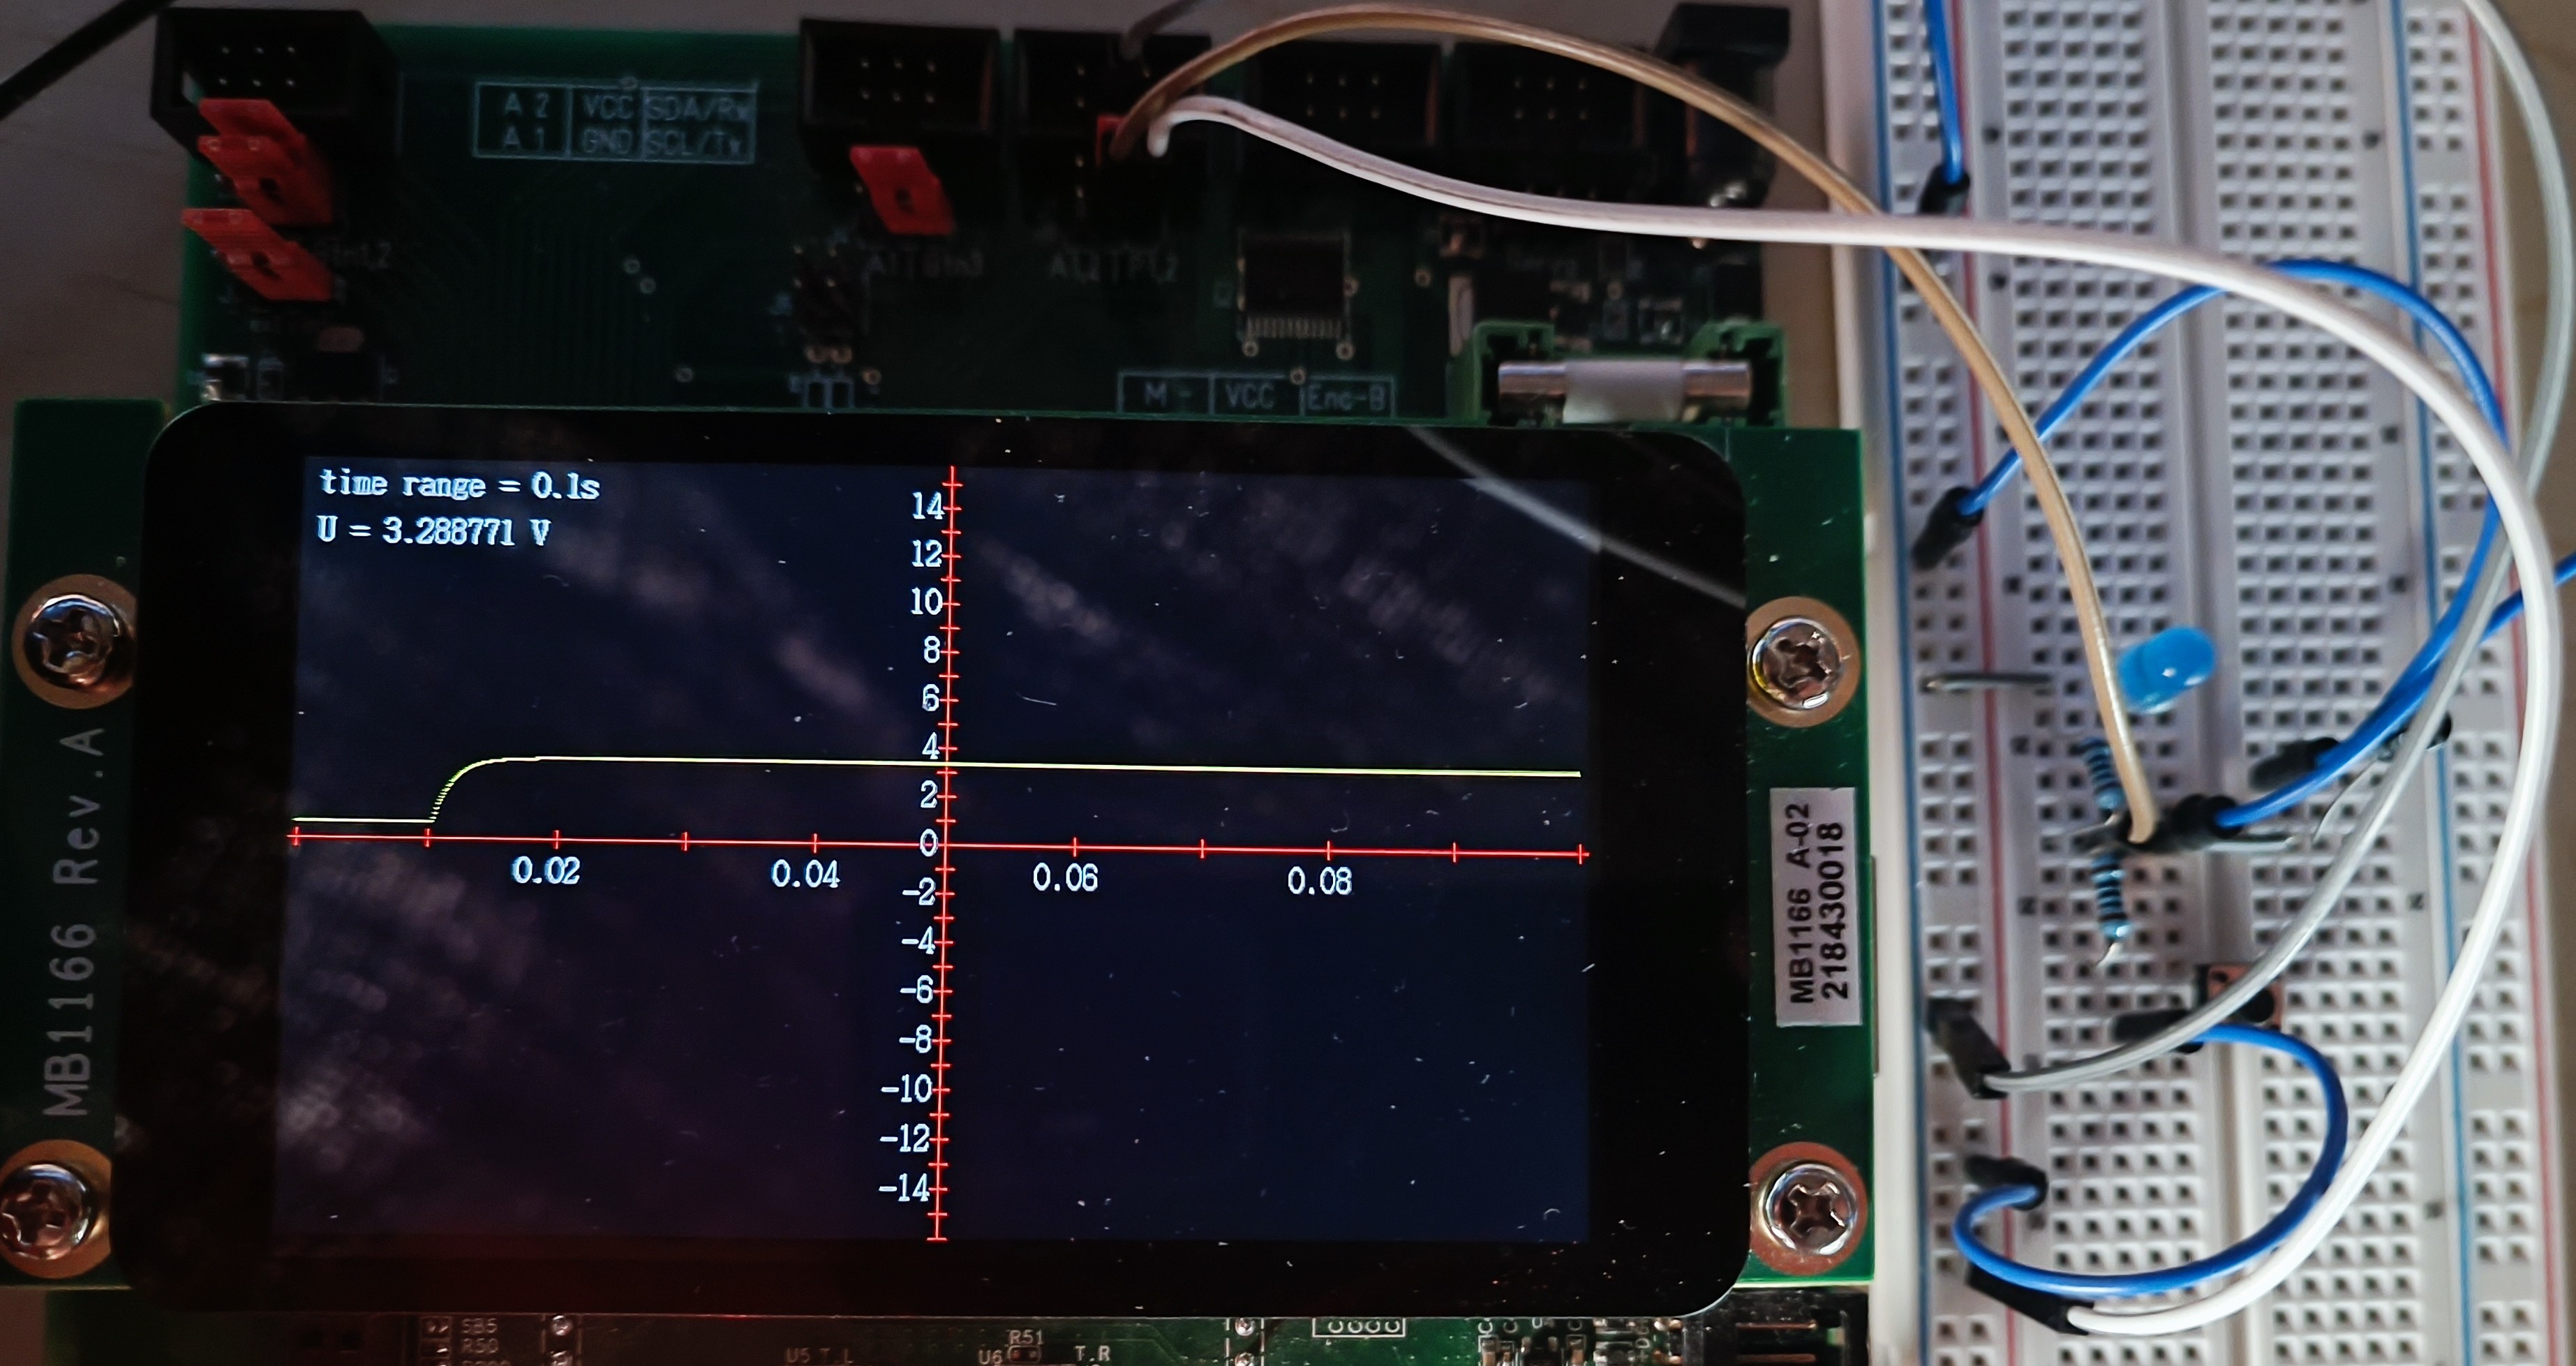 A 2 VCC SDA/Rx
A 1 GND SCL/Tx
M - VCC Enc-B
time range = 0.1s
U = 3.288771 V
14
12
10
8
6
4
2
0
0.02 0.04 0.06 0.08
-2
-4
-6
-8
-10
-12
-14
MB1166 Rev.A
MB1166 A-02
218430018
SB5
R50
R51
U5 T.L
U6
T.R